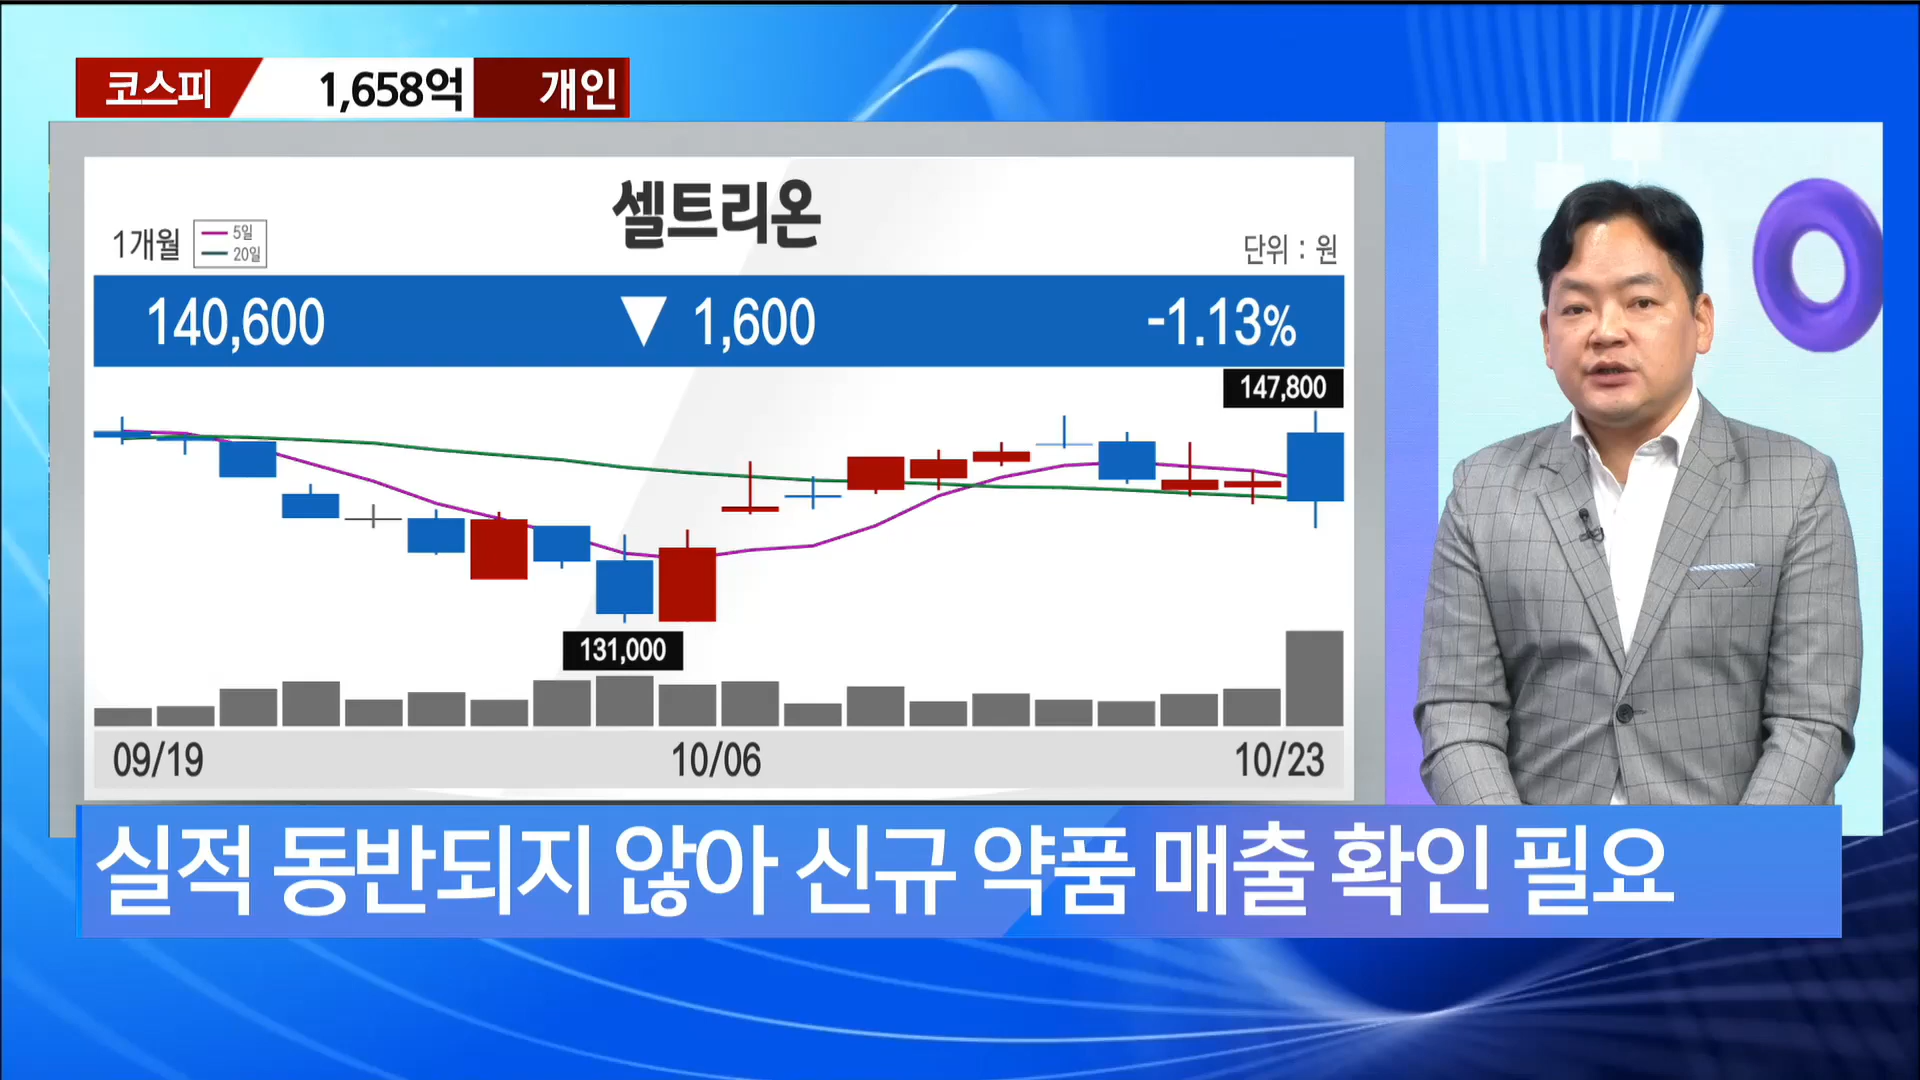 코스피 1,658억 개인
셀트리온
1개월
5일
20일
단위 : 원
140,600 ▼ 1,600 -1.13%
147,800
131,000
09/19 10/06 10/23
실적 동반되지 않아 신규 약품 매출 확인 필요